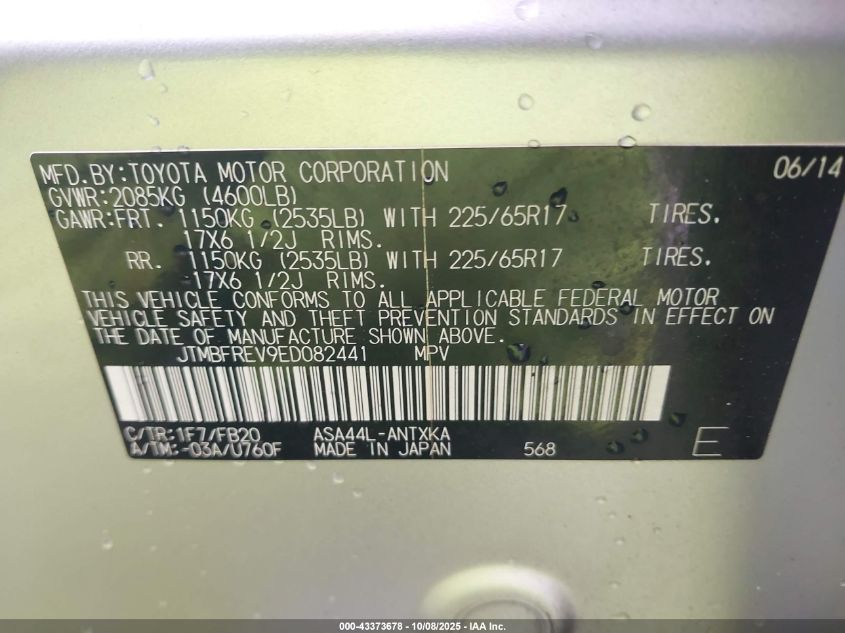 MFD.BY:TOYOTA MOTOR CORPORATION 06/14
GVWR:2085KG (4600LB)
GAWR:FRT. 1150KG (2535LB) WITH 225/65R17 TIRES.
17X6 1/2J RIMS.
RR. 1150KG (2535LB) WITH 225/65R17 TIRES.
17X6 1/2J RIMS.
THIS VEHICLE CONFORMS TO ALL APPLICABLE FEDERAL MOTOR
VEHICLE SAFETY AND THEFT PREVENTION STANDARDS IN EFFECT ON
THE DATE OF MANUFACTURE SHOWN ABOVE.
JTMBFREV9ED082441 MPV
C/TR:1F7/FB20 ASA44L-ANTXKA
A/TM:-03A/U760F MADE IN JAPAN 568 E
000-43373678 - 10/08/2025 - IAA Inc.